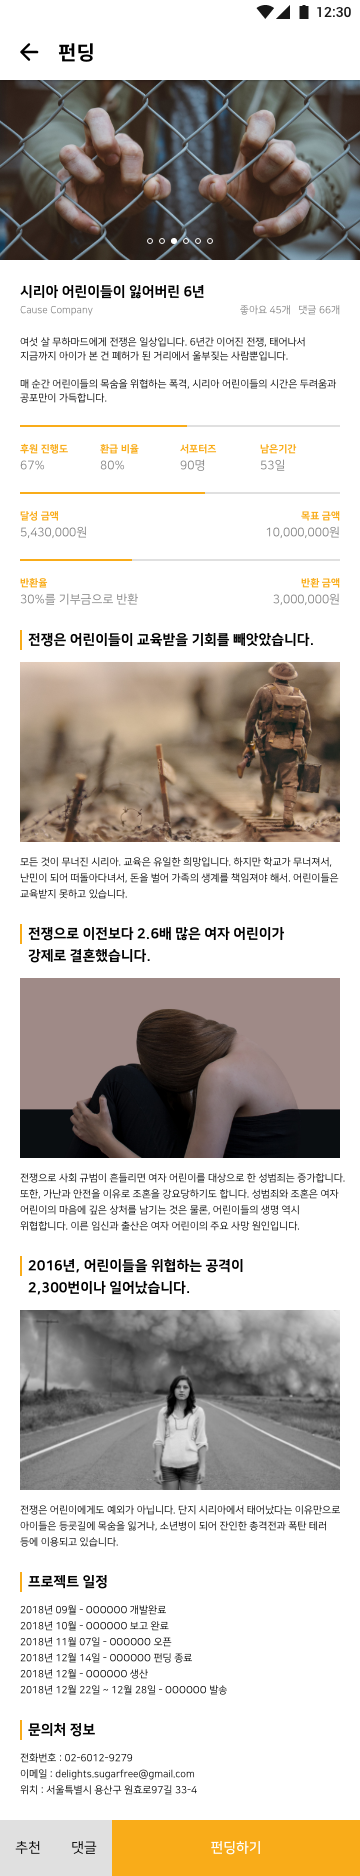 12:30
펀딩
시리아 어린이들이 잃어버린 6년
Cause Company 좋아요 45개 댓글 66개
여섯 살 무하마드에게 전쟁은 일상입니다. 6년간 이어진 전쟁, 태어나서
지금까지 아이가 본 건 폐허가 된 거리에서 울부짖는 사람뿐입니다.
매 순간 어린이들의 목숨을 위협하는 폭격, 시리아 어린이들의 시간은 두려움과
공포만이 가득합니다.
후원 진행도 환급 비율 서포터즈 남은기간
67% 80% 90명 53일
달성 금액 목표 금액
5,430,000원 10,000,000원
반환율 반환 금액
30%를 기부금으로 반환 3,000,000원
전쟁은 어린이들이 교육받을 기회를 빼앗았습니다.
모든 것이 무너진 시리아. 교육은 유일한 희망입니다. 하지만 학교가 무너져서,
난민이 되어 떠돌아다녀서, 돈을 벌어 가족의 생계를 책임져야 해서. 어린이들은
교육받지 못하고 있습니다.
전쟁으로 이전보다 2.6배 많은 여자 어린이가
강제로 결혼했습니다.
전쟁으로 사회 규범이 흔들리면 여자 어린이를 대상으로 한 성범죄는 증가합니다.
또한, 가난과 안전을 이유로 조혼을 강요당하기도 합니다. 성범죄와 조혼은 여자
어린이의 마음에 깊은 상처를 남기는 것은 물론, 어린이들의 생명 역시
위협합니다. 이른 임신과 출산은 여자 어린이의 주요 사망 원인입니다.
2016년, 어린이들을 위협하는 공격이
2,300번이나 일어났습니다.
전쟁은 어린이에게도 예외가 아닙니다. 단지 시리아에서 태어났다는 이유만으로
아이들은 등굣길에 목숨을 잃거나, 소년병이 되어 잔인한 총격전과 폭탄 테러
등에 이용되고 있습니다.
프로젝트 일정
2018년 09월 - OOOOOO 개발완료
2018년 10월 - OOOOOO 보고 완료
2018년 11월 07일 - OOOOOO 오픈
2018년 12월 14일 - OOOOOO 펀딩 종료
2018년 12월 - OOOOOO 생산
2018년 12월 22일 ~ 12월 28일 - OOOOOO 발송
문의처 정보
전화번호 : 02-6012-9279
이메일 : delights.sugarfree@gmail.com
위치 : 서울특별시 용산구 원효로97길 33-4
추천 댓글 펀딩하기